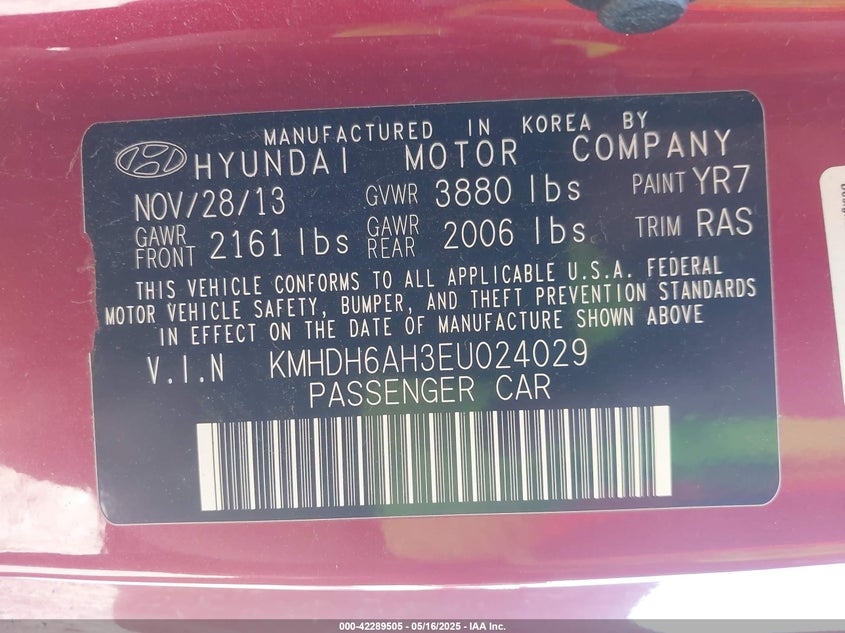 MANUFACTURED IN KOREA BY
HYUNDAI MOTOR COMPANY
NOV/28/13 GVWR 3880 lbs PAINT YR7
GAWR FRONT 2161 lbs GAWR REAR 2006 lbs TRIM RAS
THIS VEHICLE CONFORMS TO ALL APPLICABLE U.S.A. FEDERAL
MOTOR VEHICLE SAFETY, BUMPER, AND THEFT PREVENTION STANDARDS
IN EFFECT ON THE DATE OF MANUFACTURE SHOWN ABOVE
V.I.N KMHDH6AH3EU024029
PASSENGER CAR
000-42289505 - 05/16/2025 - IAA Inc.